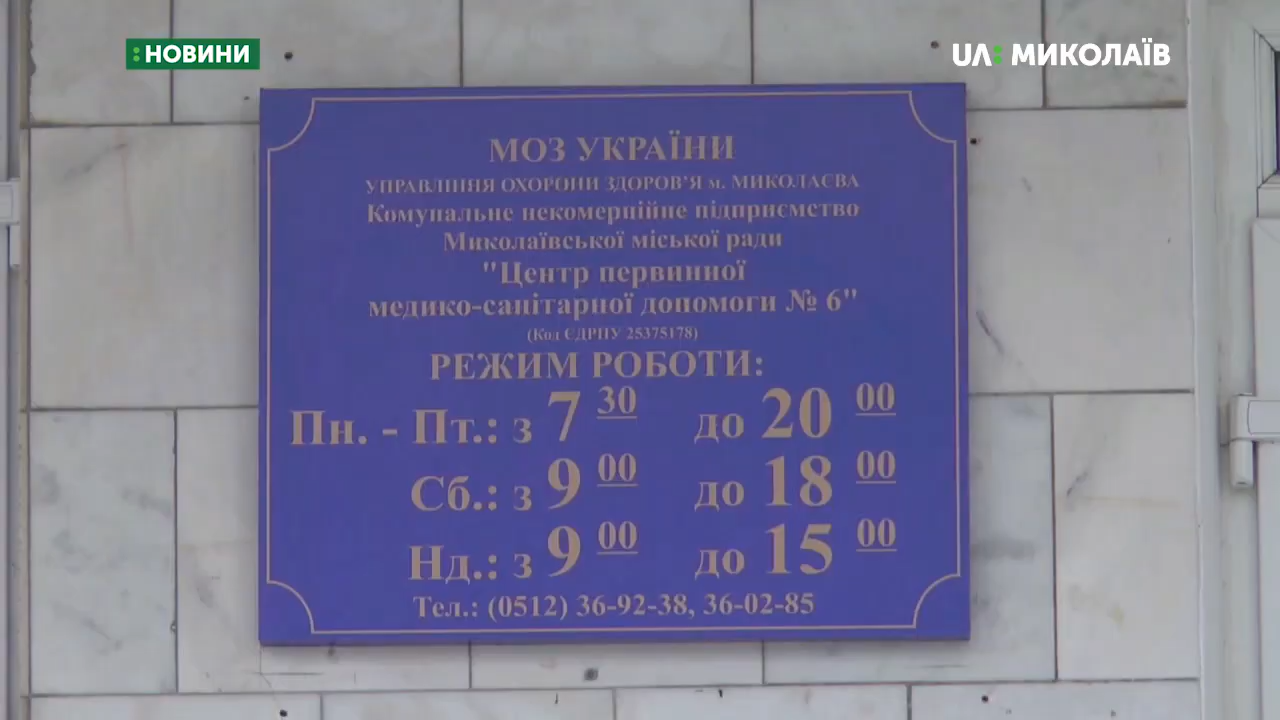 :НОВИНИ
UA: МИКОЛАЇВ
МОЗ УКРАЇНИ
УПРАВЛІННЯ ОХОРОНИ ЗДОРОВ'Я м. МИКОЛАЄВА
Комунальне некомерційне підприємство
Миколаївської міської ради
"Центр первинної
медико-санітарної допомоги № 6"
(Код ЄДРПУ 25375178)
РЕЖИМ РОБОТИ:
Пн. - Пт.: з 7 30 до 20 00
Сб.: з 9 00 до 18 00
Нд.: з 9 00 до 15 00
Тел.: (0512) 36-92-38, 36-02-85